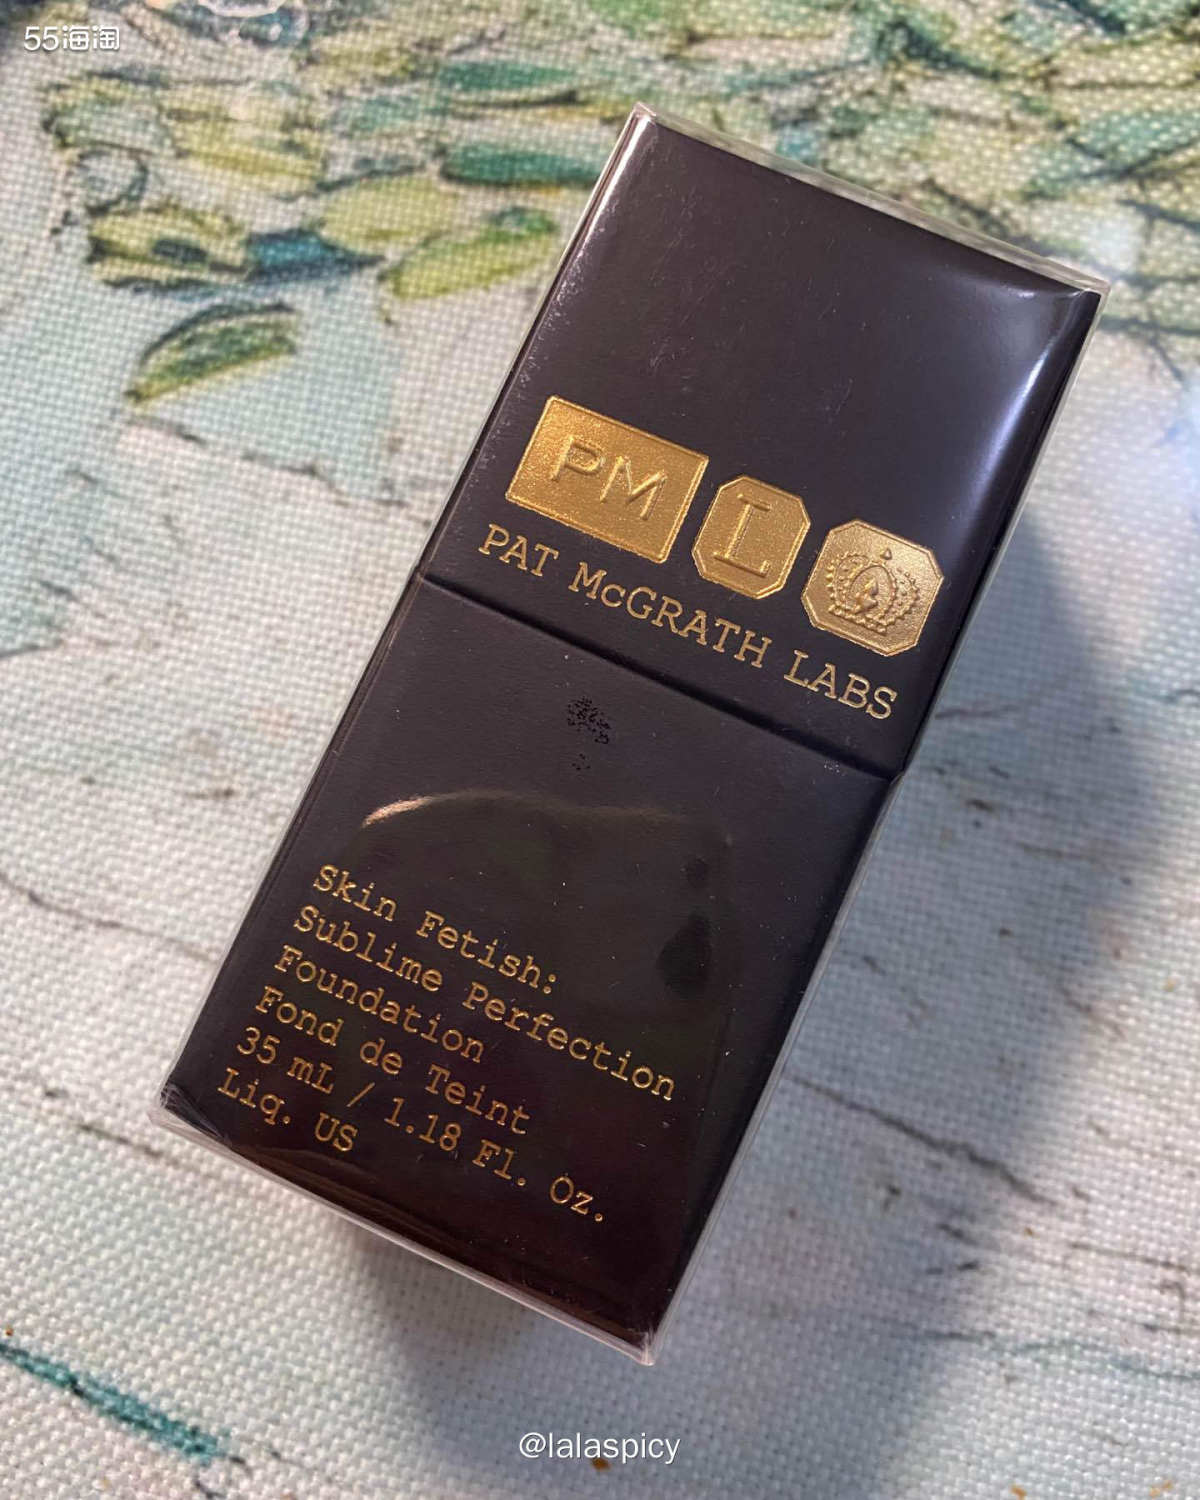 55海淘
PM I
PAT McGRATH LABS
Skin Fetish:
Sublime Perfection
Foundation
Fond de Teint
35 mL / 1.18 Fl. Oz.
Liq. US
@lalaspicy